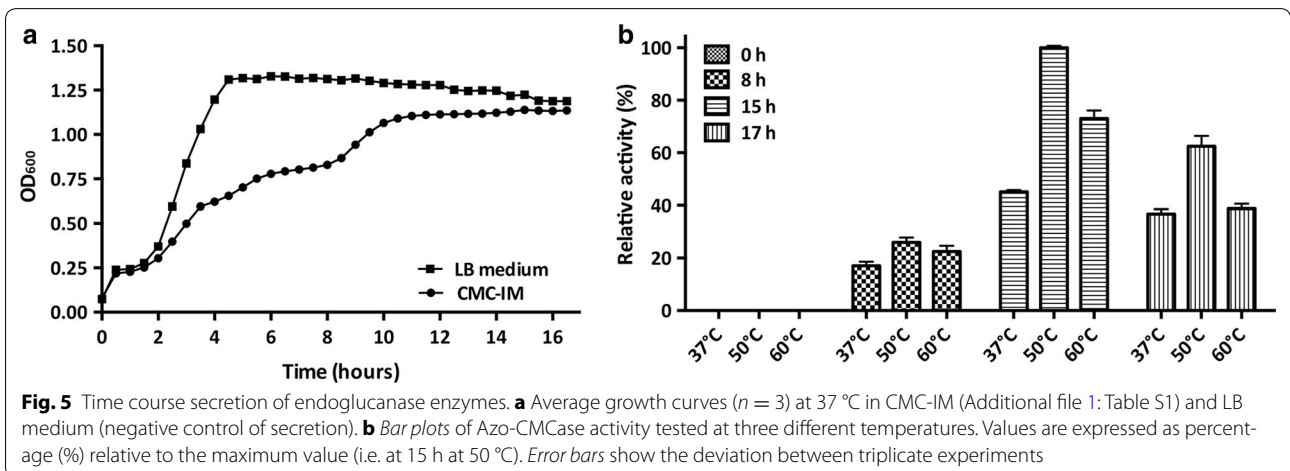 a
1.50
1.25
1.00
0.75
0.50
0.25
0.00
OD600
0 2 4 6 8 10 12 14 16
Time (hours)
LB medium
CMC-IM
b
100
80
60
40
20
0
Relative activity (%)
0 h
8 h
15 h
17 h
37°C 50°C 60°C 37°C 50°C 60°C 37°C 50°C 60°C 37°C 50°C 60°C
Fig. 5 Time course secretion of endoglucanase enzymes. a Average growth curves (n = 3) at 37 °C in CMC-IM (Additional file 1: Table S1) and LB
medium (negative control of secretion). b Bar plots of Azo-CMCase activity tested at three different temperatures. Values are expressed as percent-
age (%) relative to the maximum value (i.e. at 15 h at 50 °C). Error bars show the deviation between triplicate experiments